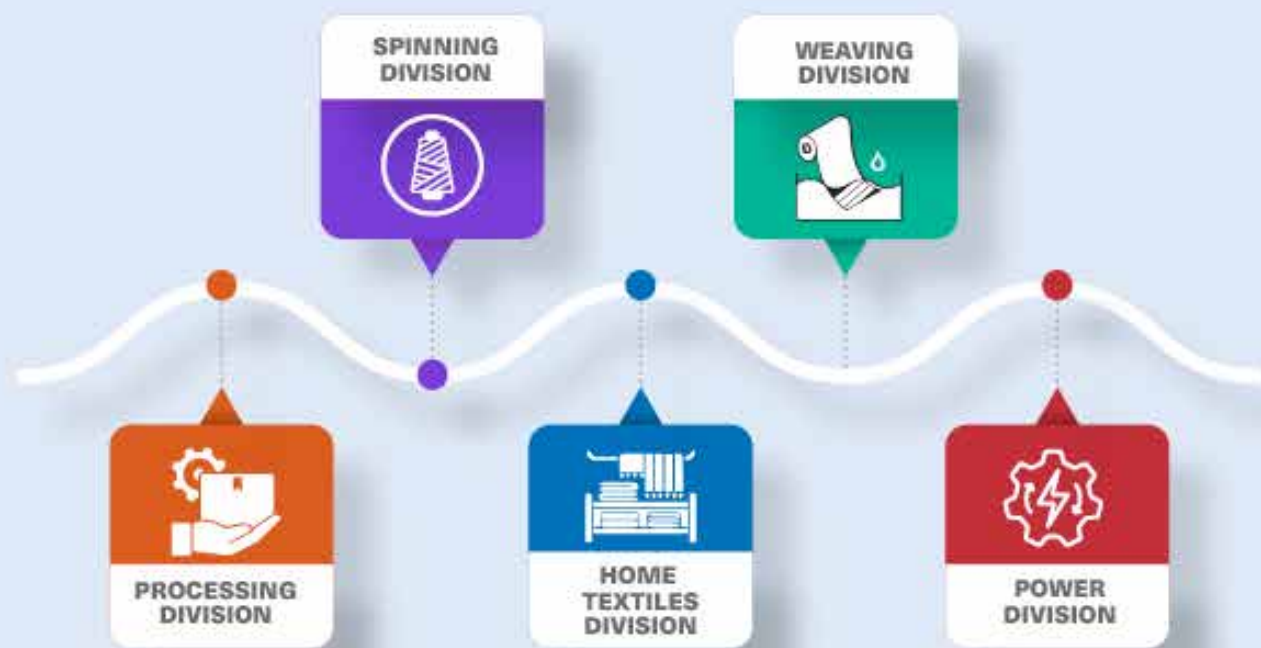 SPINNING
DIVISION
WEAVING
DIVISION
PROCESSING
DIVISION
HOME
TEXTILES
DIVISION
POWER
DIVISION